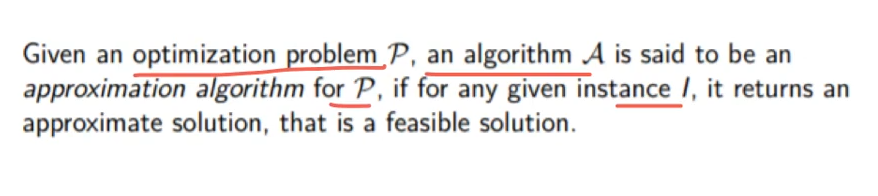 Given an optimization problem P, an algorithm A is said to be an
approximation algorithm for P, if for any given instance I, it returns an
approximate solution, that is a feasible solution.